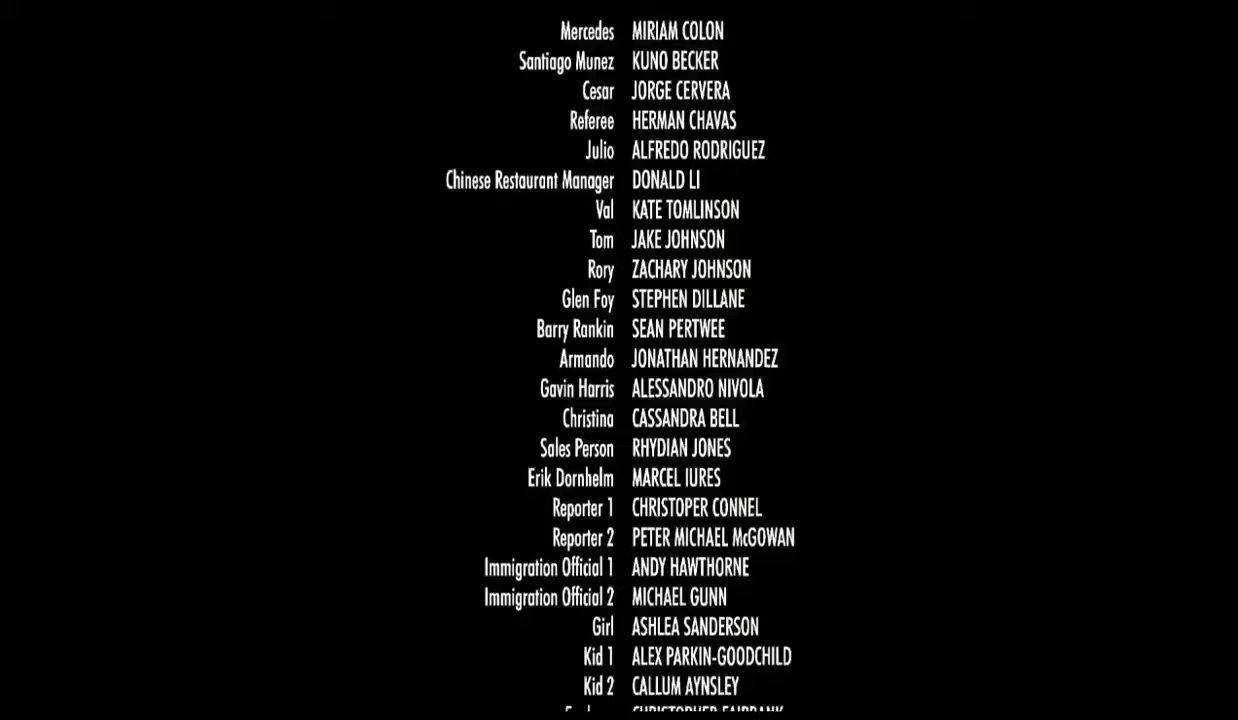 Mercedes MIRIAM COLON
Santiago Munez KUNO BECKER
Cesar JORGE CERVERA
Referee HERMAN CHAVAS
Julio ALFREDO RODRIGUEZ
Chinese Restaurant Manager DONALD LI
Val KATE TOMLINSON
Tom JAKE JOHNSON
Rory ZACHARY JOHNSON
Glen Foy STEPHEN DILLANE
Barry Rankin SEAN PERTWEE
Armando JONATHAN HERNANDEZ
Gavin Harris ALESSANDRO NIVOLA
Christina CASSANDRA BELL
Sales Person RHYDIAN JONES
Erik Dornhelm MARCEL IURES
Reporter 1 CHRISTOPER CONNEL
Reporter 2 PETER MICHAEL McGOWAN
Immigration Official 1 ANDY HAWTHORNE
Immigration Official 2 MICHAEL GUNN
Girl ASHLEA SANDERSON
Kid 1 ALEX PARKIN-GOODCHILD
Kid 2 CALLUM AYNSLEY
CHRISTOPHER FAIRBANK